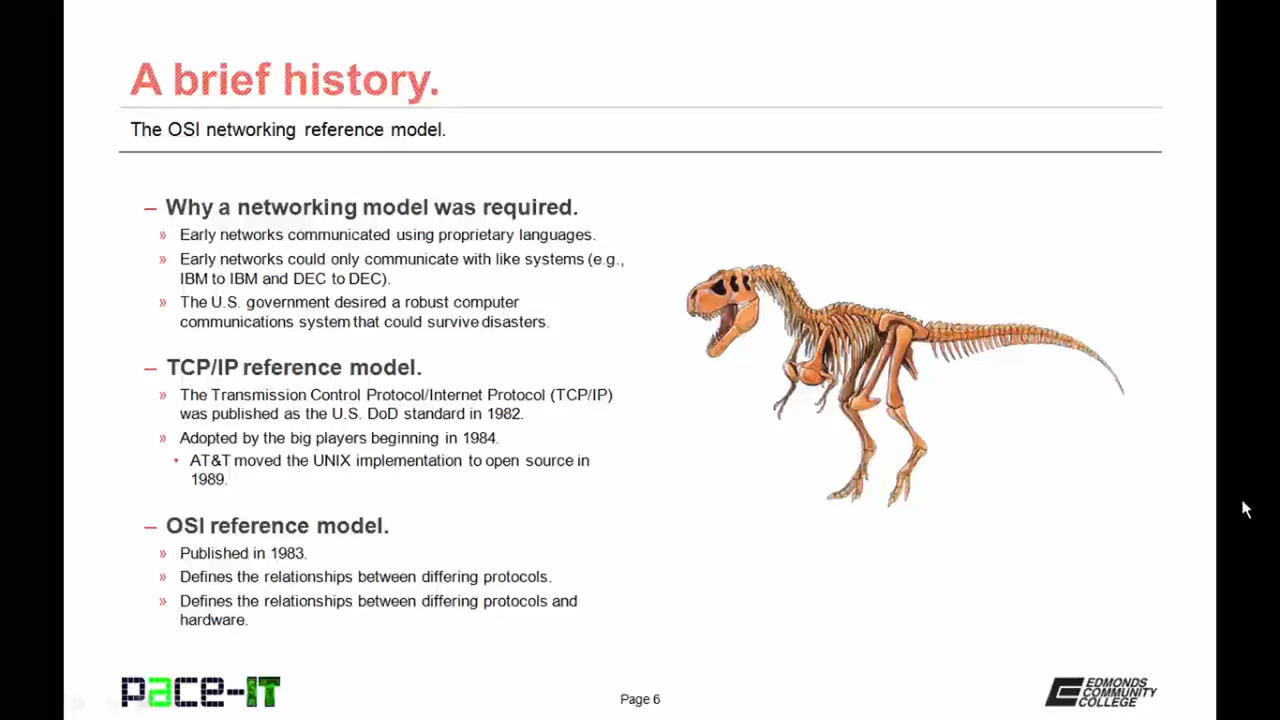 A brief history.
The OSI networking reference model.
– Why a networking model was required.
» Early networks communicated using proprietary languages.
» Early networks could only communicate with like systems (e.g.,
IBM to IBM and DEC to DEC).
» The U.S. government desired a robust computer
communications system that could survive disasters.
– TCP/IP reference model.
» The Transmission Control Protocol/Internet Protocol (TCP/IP)
was published as the U.S. DoD standard in 1982.
» Adopted by the big players beginning in 1984.
• AT&T moved the UNIX implementation to open source in
1989.
– OSI reference model.
» Published in 1983.
» Defines the relationships between differing protocols.
» Defines the relationships between differing protocols and
hardware.
pace-IT
Page 6
EDMONDS
COMMUNITY
COLLEGE